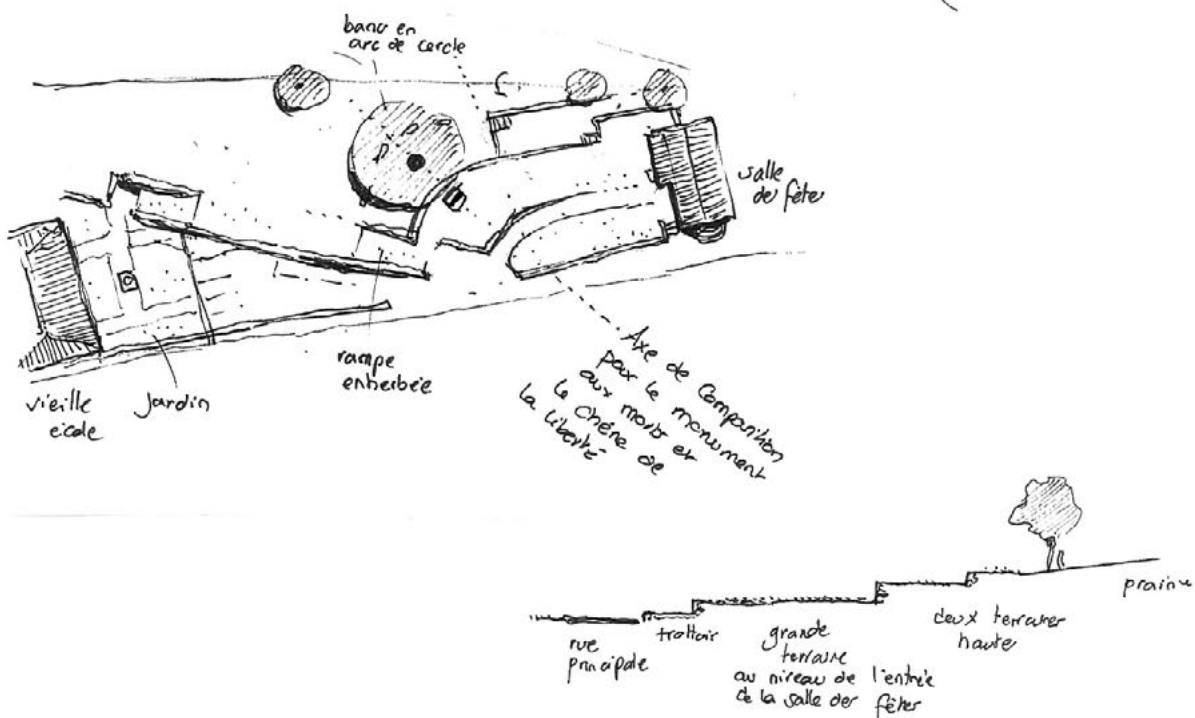 banc en
arc de cercle
salle
des fêtes
rampe
enherbée
vieille
école
Jardin
Axe de Composition
pour le monument
aux morts et
le chêne de
la liberté
prairie
rue
principale
trottoir
grande
terrasse
au niveau de l'entrée
de la salle des fêtes
deux terrasses
hautes